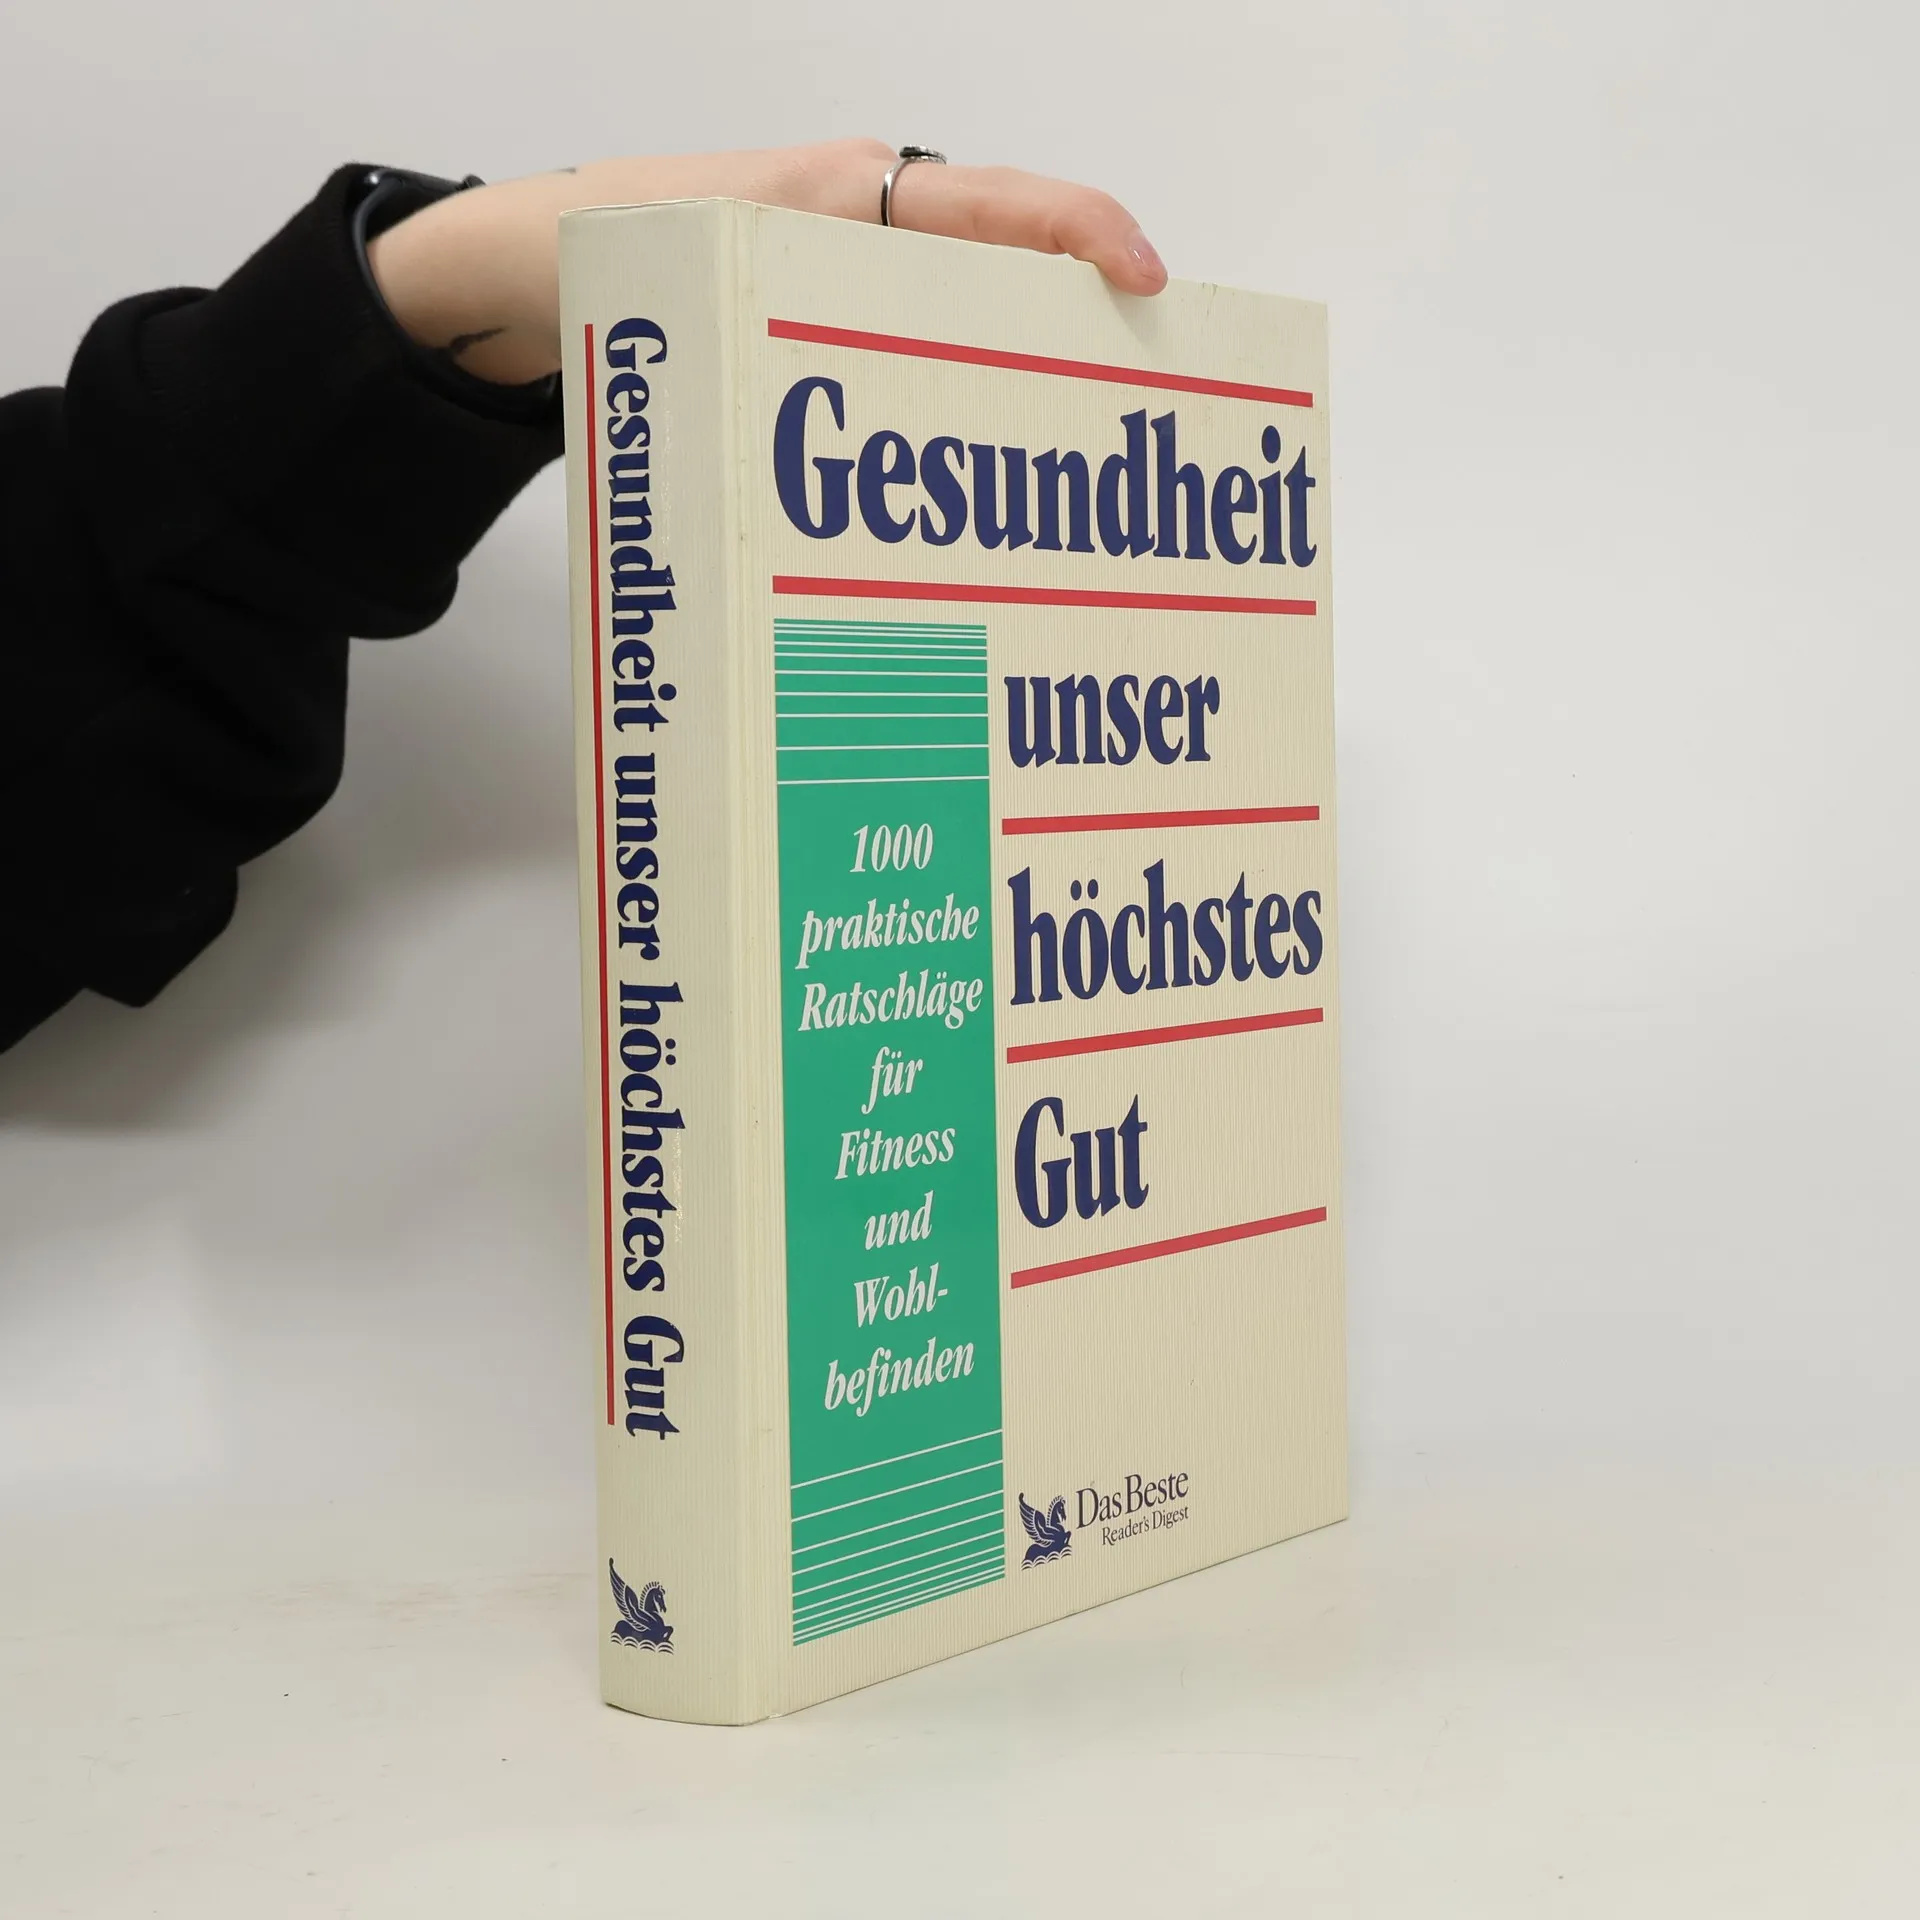 Gesundheit unser höchstes Gut
Gesundheit
unser
höchstes
Gut
1000
praktische
Ratschläge
für
Fitness
und
Wohl-
befinden
Das Beste
Reader's Digest